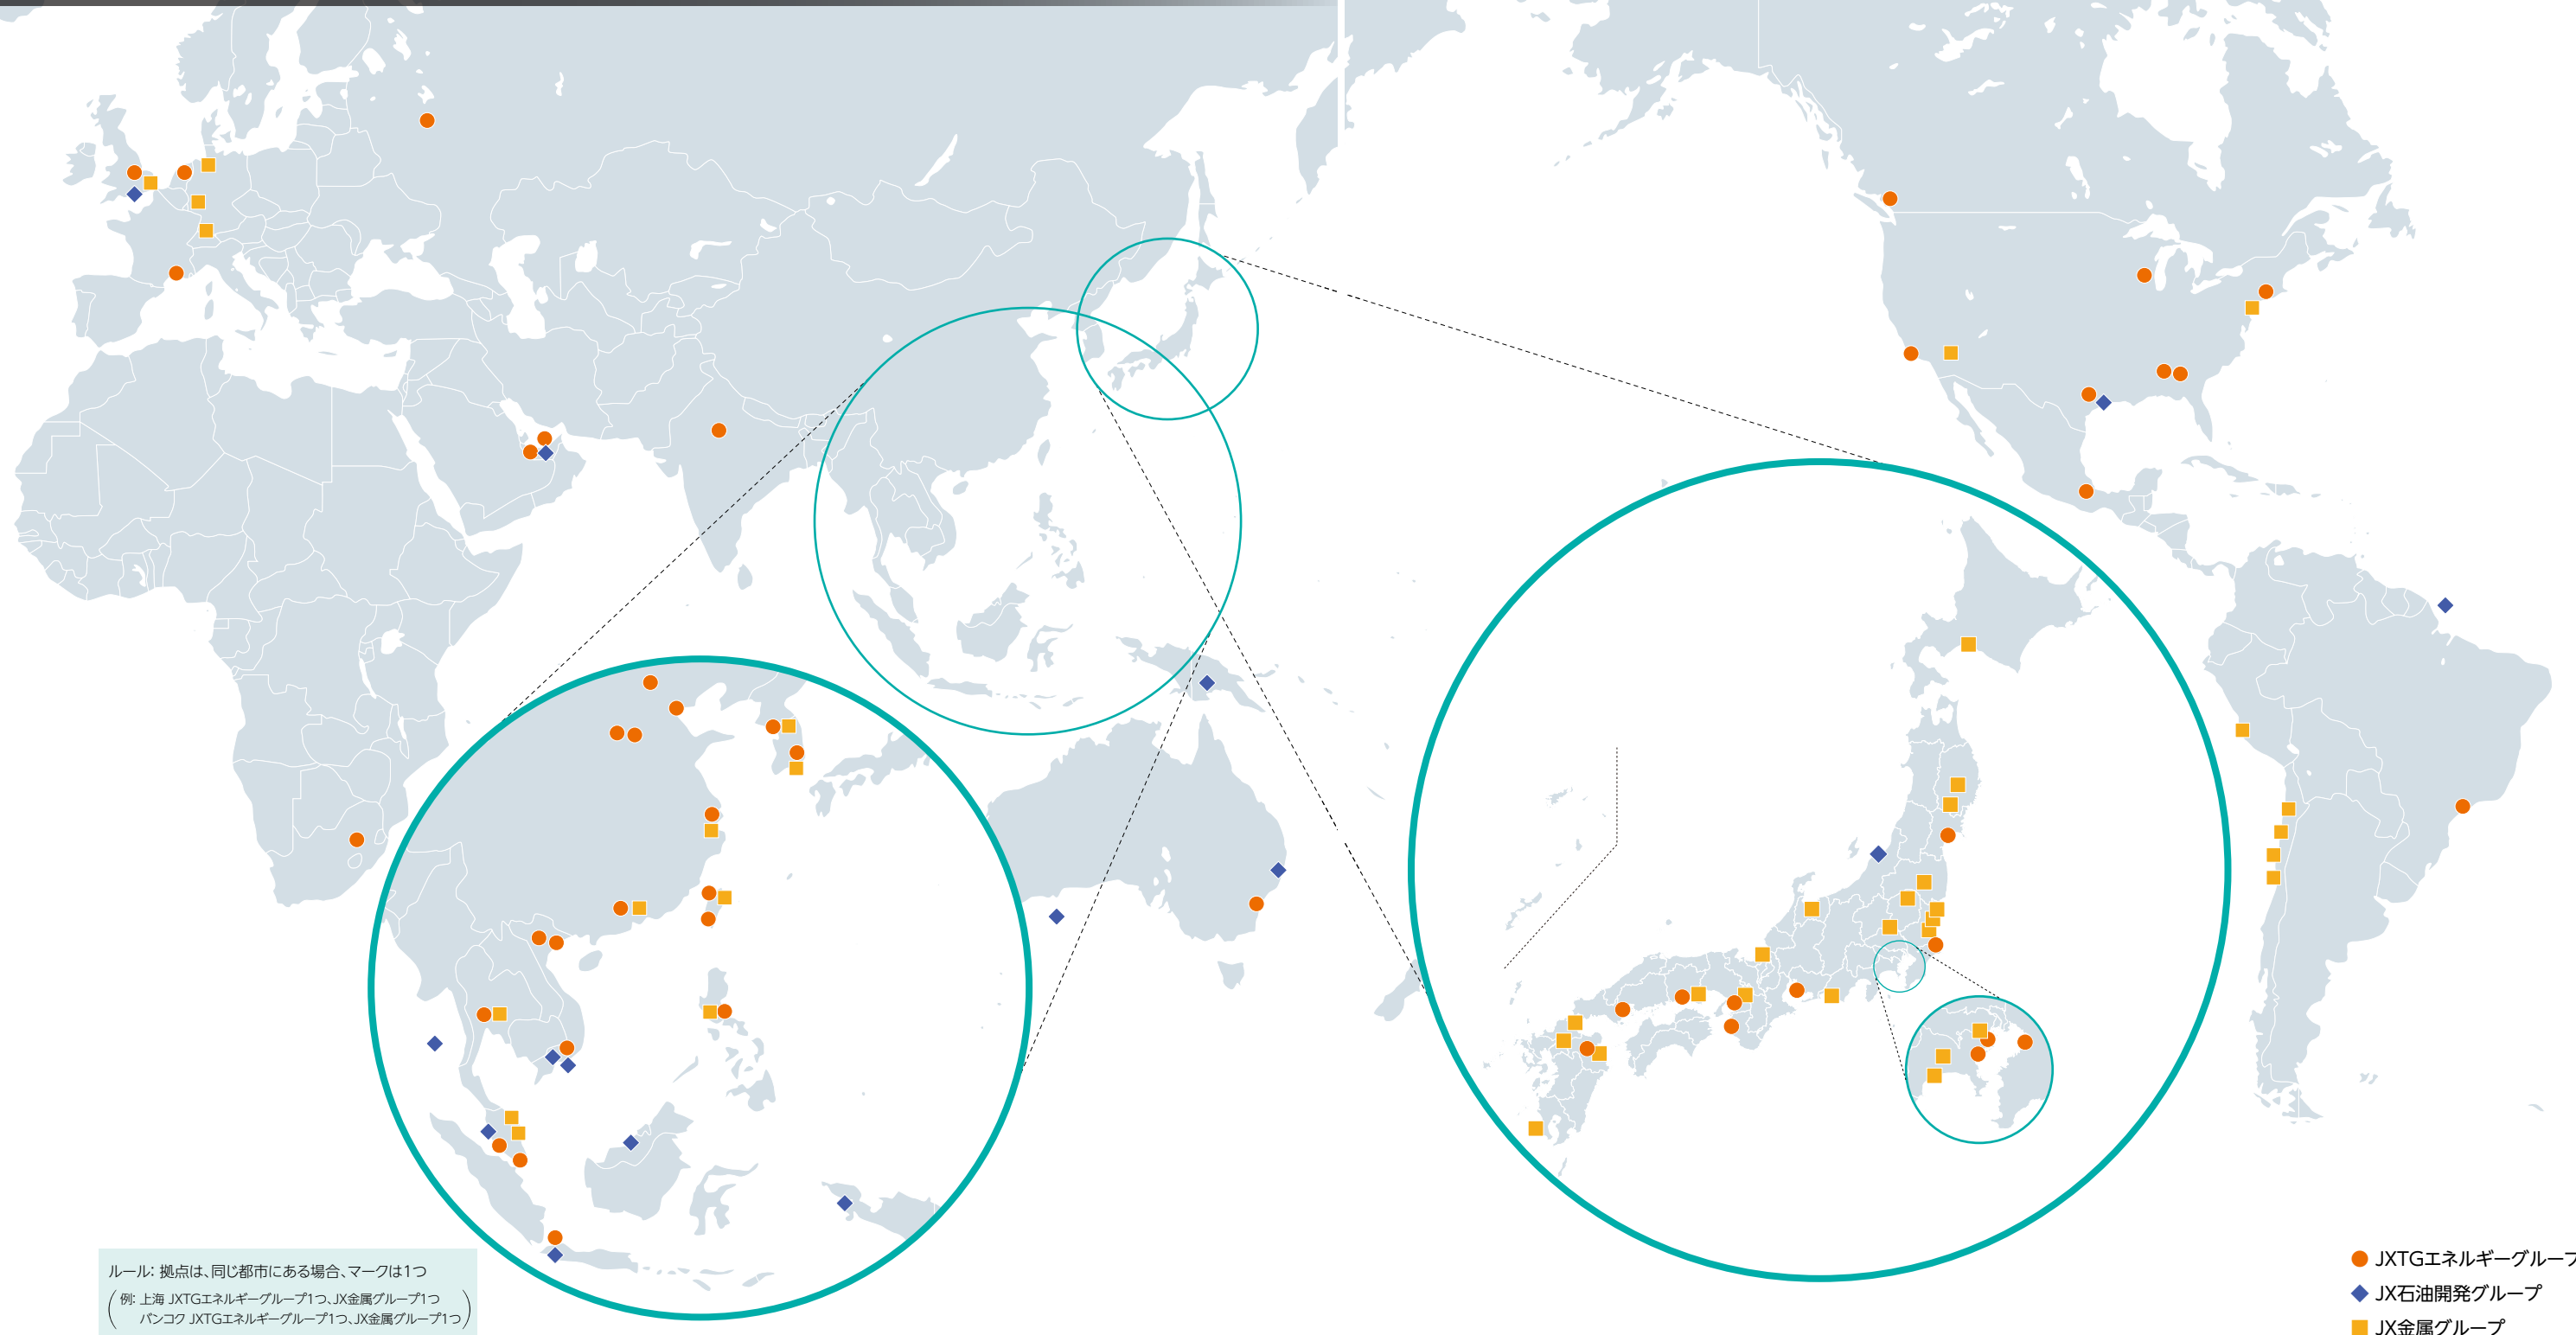 ルール: 拠点は、同じ都市にある場合、マークは1つ
(例: 上海 JXTGエネルギーグループ1つ、JX金属グループ1つ
バンコク JXTGエネルギーグループ1つ、JX金属グループ1つ)
JXTGエネルギーグループ
JX石油開発グループ
JX金属グループ